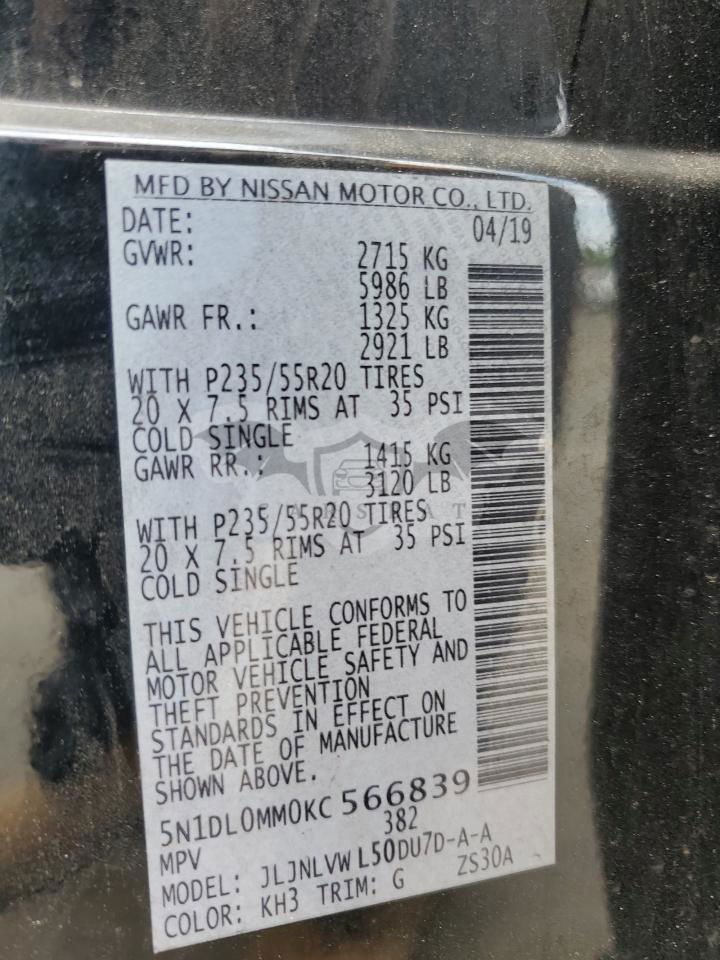 MFD BY NISSAN MOTOR CO., LTD.
DATE: 04/19
GVWR: 2715 KG
5986 LB
GAWR FR.: 1325 KG
2921 LB
WITH P235/55R20 TIRES
20 X 7.5 RIMS AT 35 PSI
COLD SINGLE
GAWR RR.: 1415 KG
3120 LB
WITH P235/55R20 TIRES
20 X 7.5 RIMS AT 35 PSI
COLD SINGLE
THIS VEHICLE CONFORMS TO
ALL APPLICABLE FEDERAL
MOTOR VEHICLE SAFETY AND
THEFT PREVENTION
STANDARDS IN EFFECT ON
THE DATE OF MANUFACTURE
SHOWN ABOVE.
5N1DL0MM0KC 566839
MPV 382
MODEL: JLJNLVW L50DU7D-A-A
COLOR: KH3 TRIM: G ZS30A